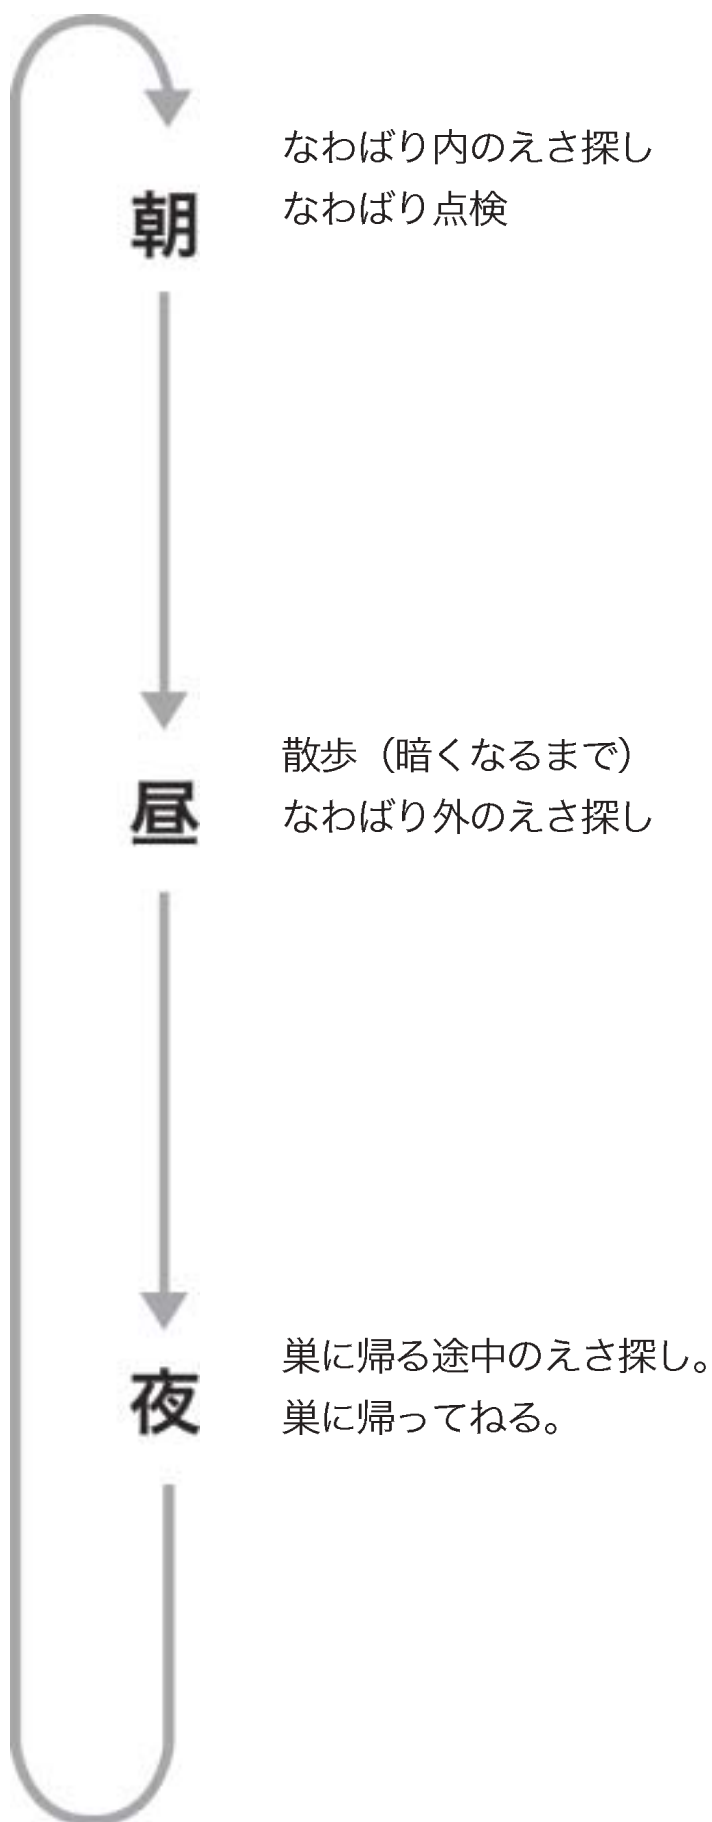 なわばり内のえさ探し
なわばり点検
朝
散歩（暗くなるまで）
なわばり外のえさ探し
昼
巣に帰る途中のえさ探し。
巣に帰ってねる。
夜